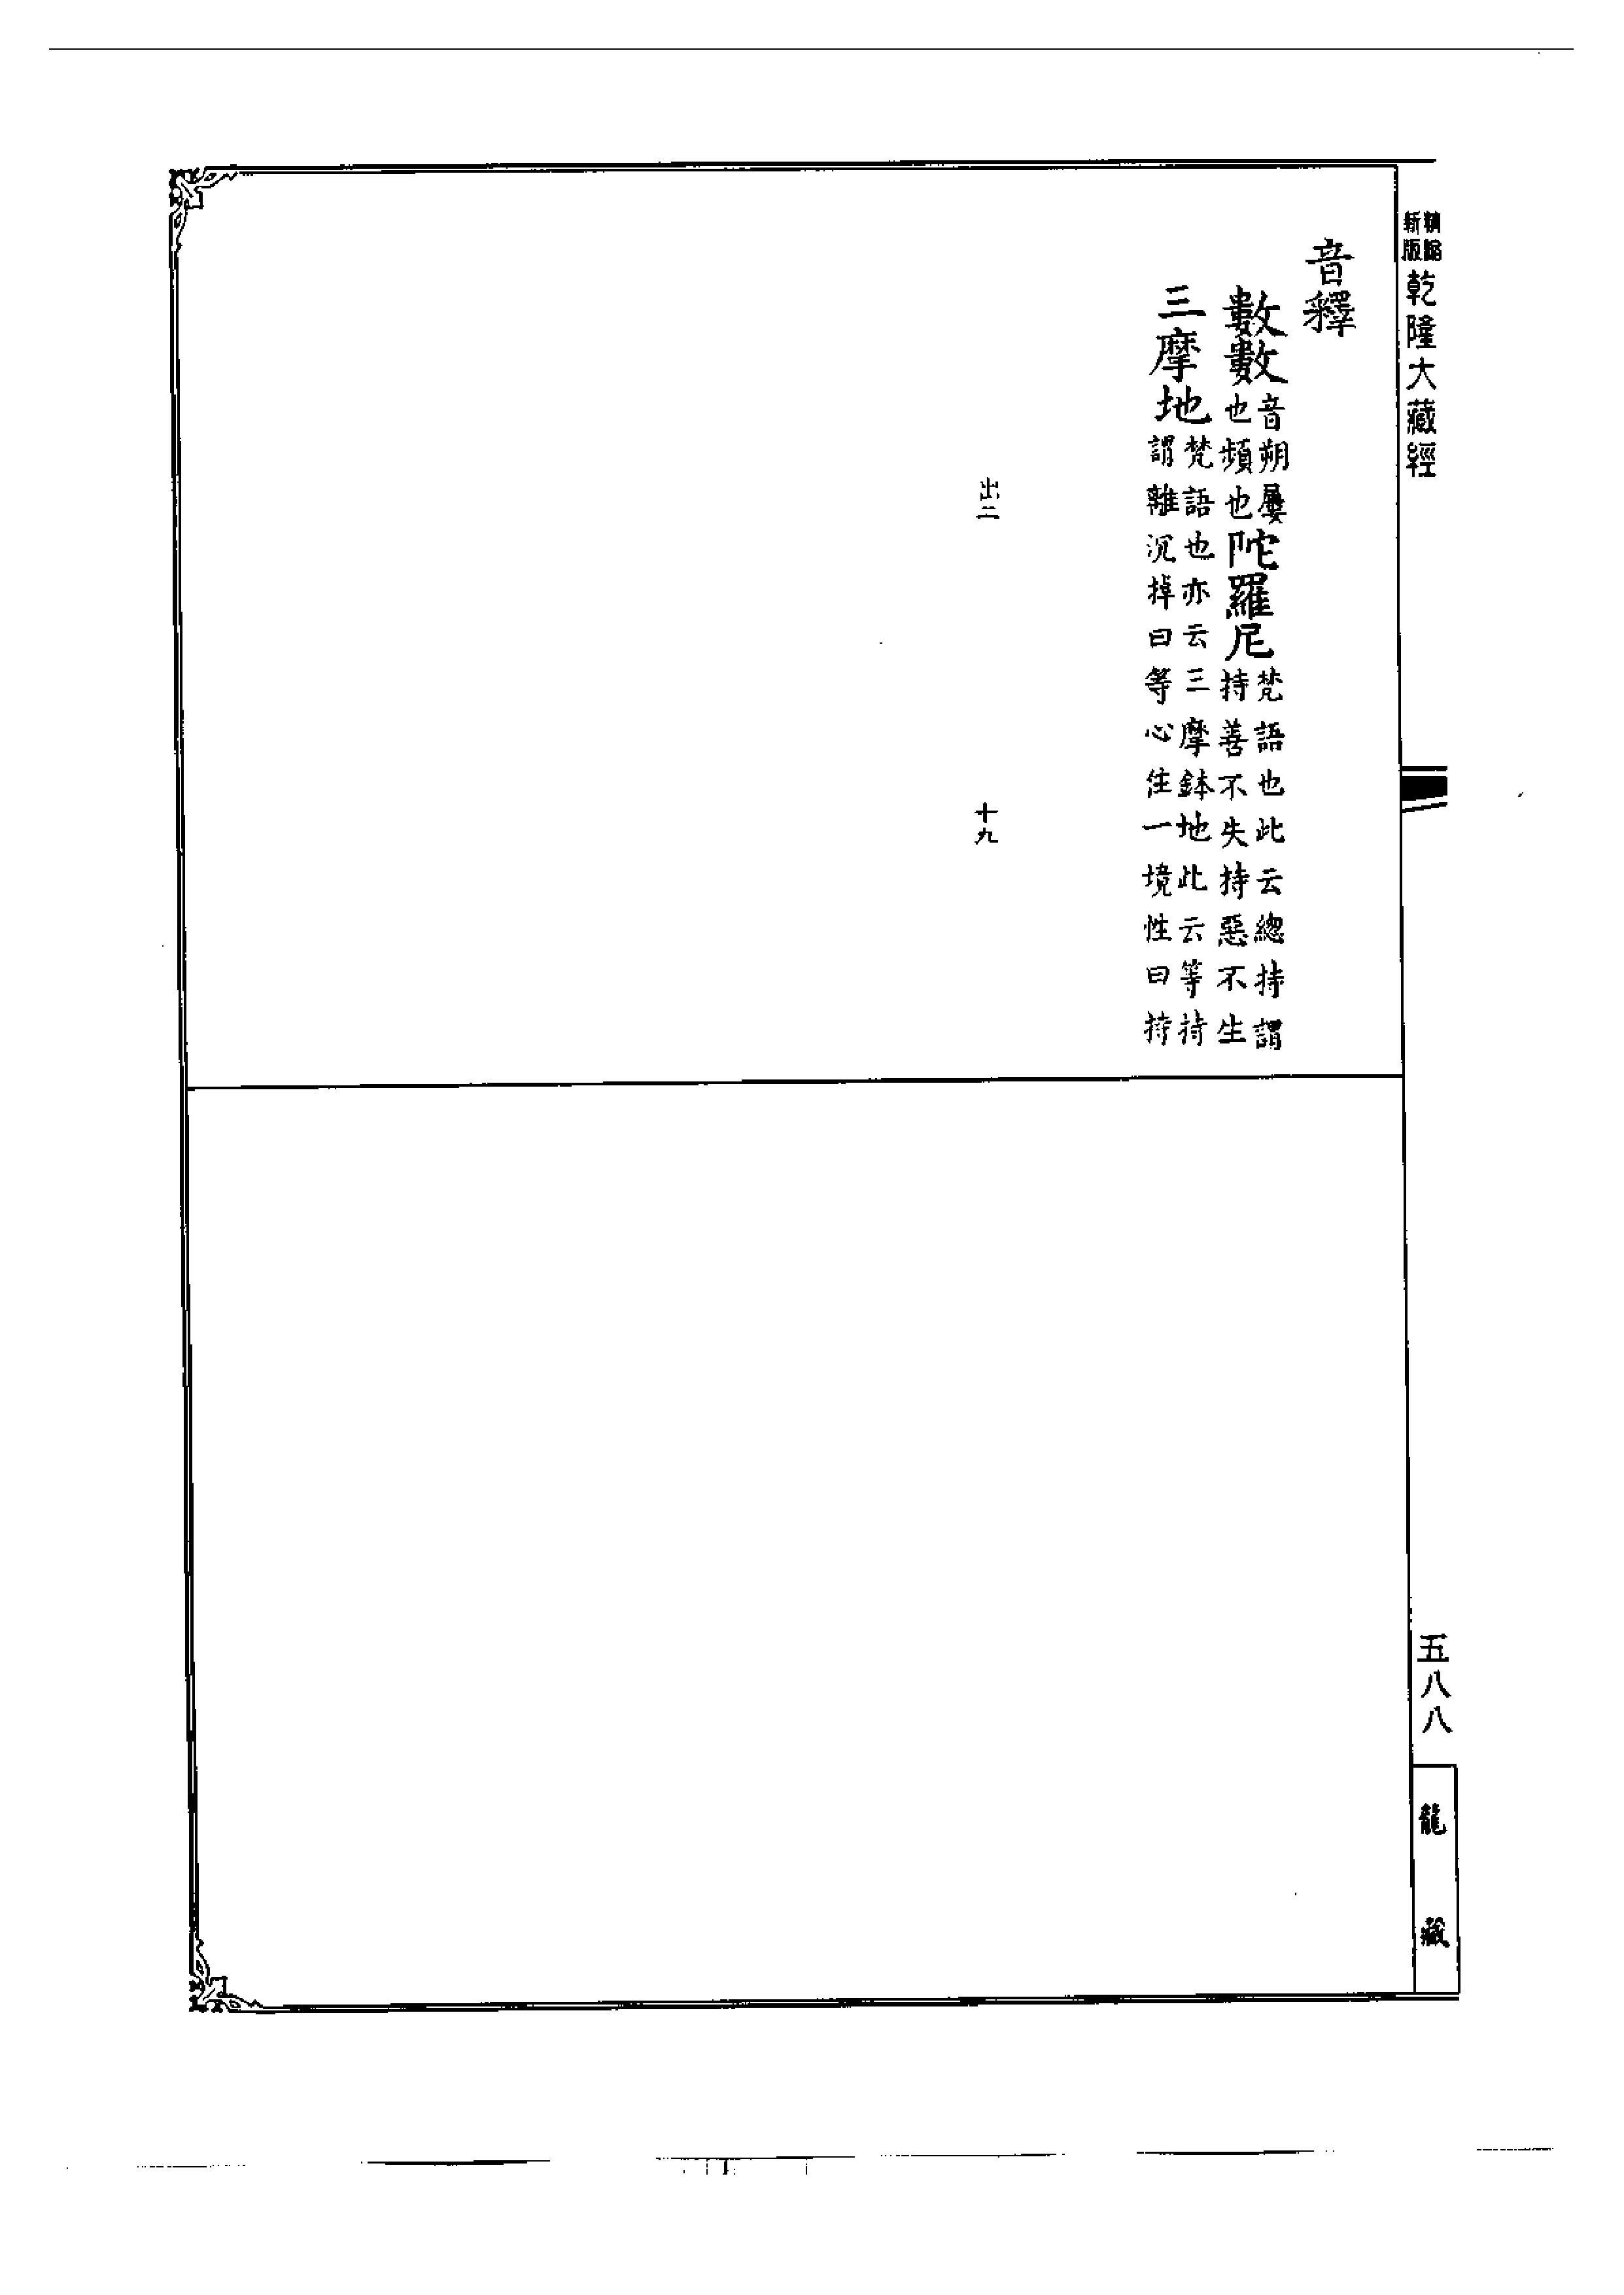 精縮
新版
乾隆大藏經
音釋
數數音朔屢也頻也陀羅尼梵語也此云總持謂持善不失持惡不生
三摩地梵語也亦云三摩鉢地此云等持謂離沉掉曰等心住一境性曰持
出二
十九
五八八
龍藏